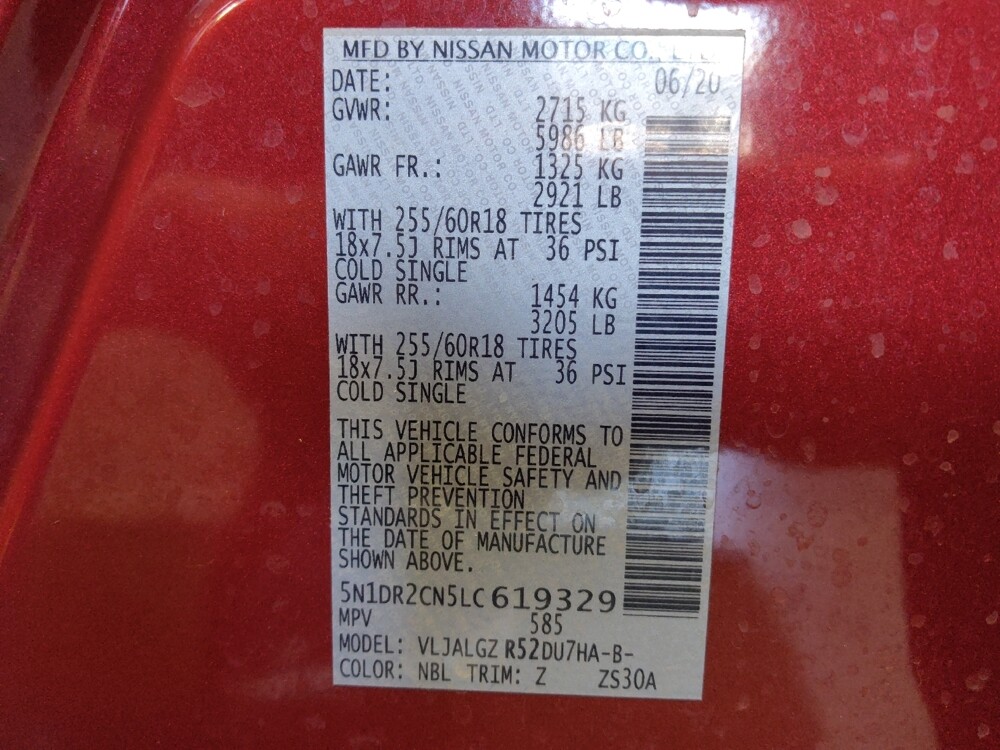 MFD BY NISSAN MOTOR CO., LTD.
DATE: 06/20
GVWR: 2715 KG
5986 LB
GAWR FR.: 1325 KG
2921 LB
WITH 255/60R18 TIRES
18x7.5J RIMS AT 36 PSI
COLD SINGLE
GAWR RR.: 1454 KG
3205 LB
WITH 255/60R18 TIRES
18x7.5J RIMS AT 36 PSI
COLD SINGLE
THIS VEHICLE CONFORMS TO
ALL APPLICABLE FEDERAL
MOTOR VEHICLE SAFETY AND
THEFT PREVENTION
STANDARDS IN EFFECT ON
THE DATE OF MANUFACTURE
SHOWN ABOVE.
5N1DR2CN5LC619329
MPV 585
MODEL: VLJALGZ R52DU7HA-B-
COLOR: NBL TRIM: Z ZS30A